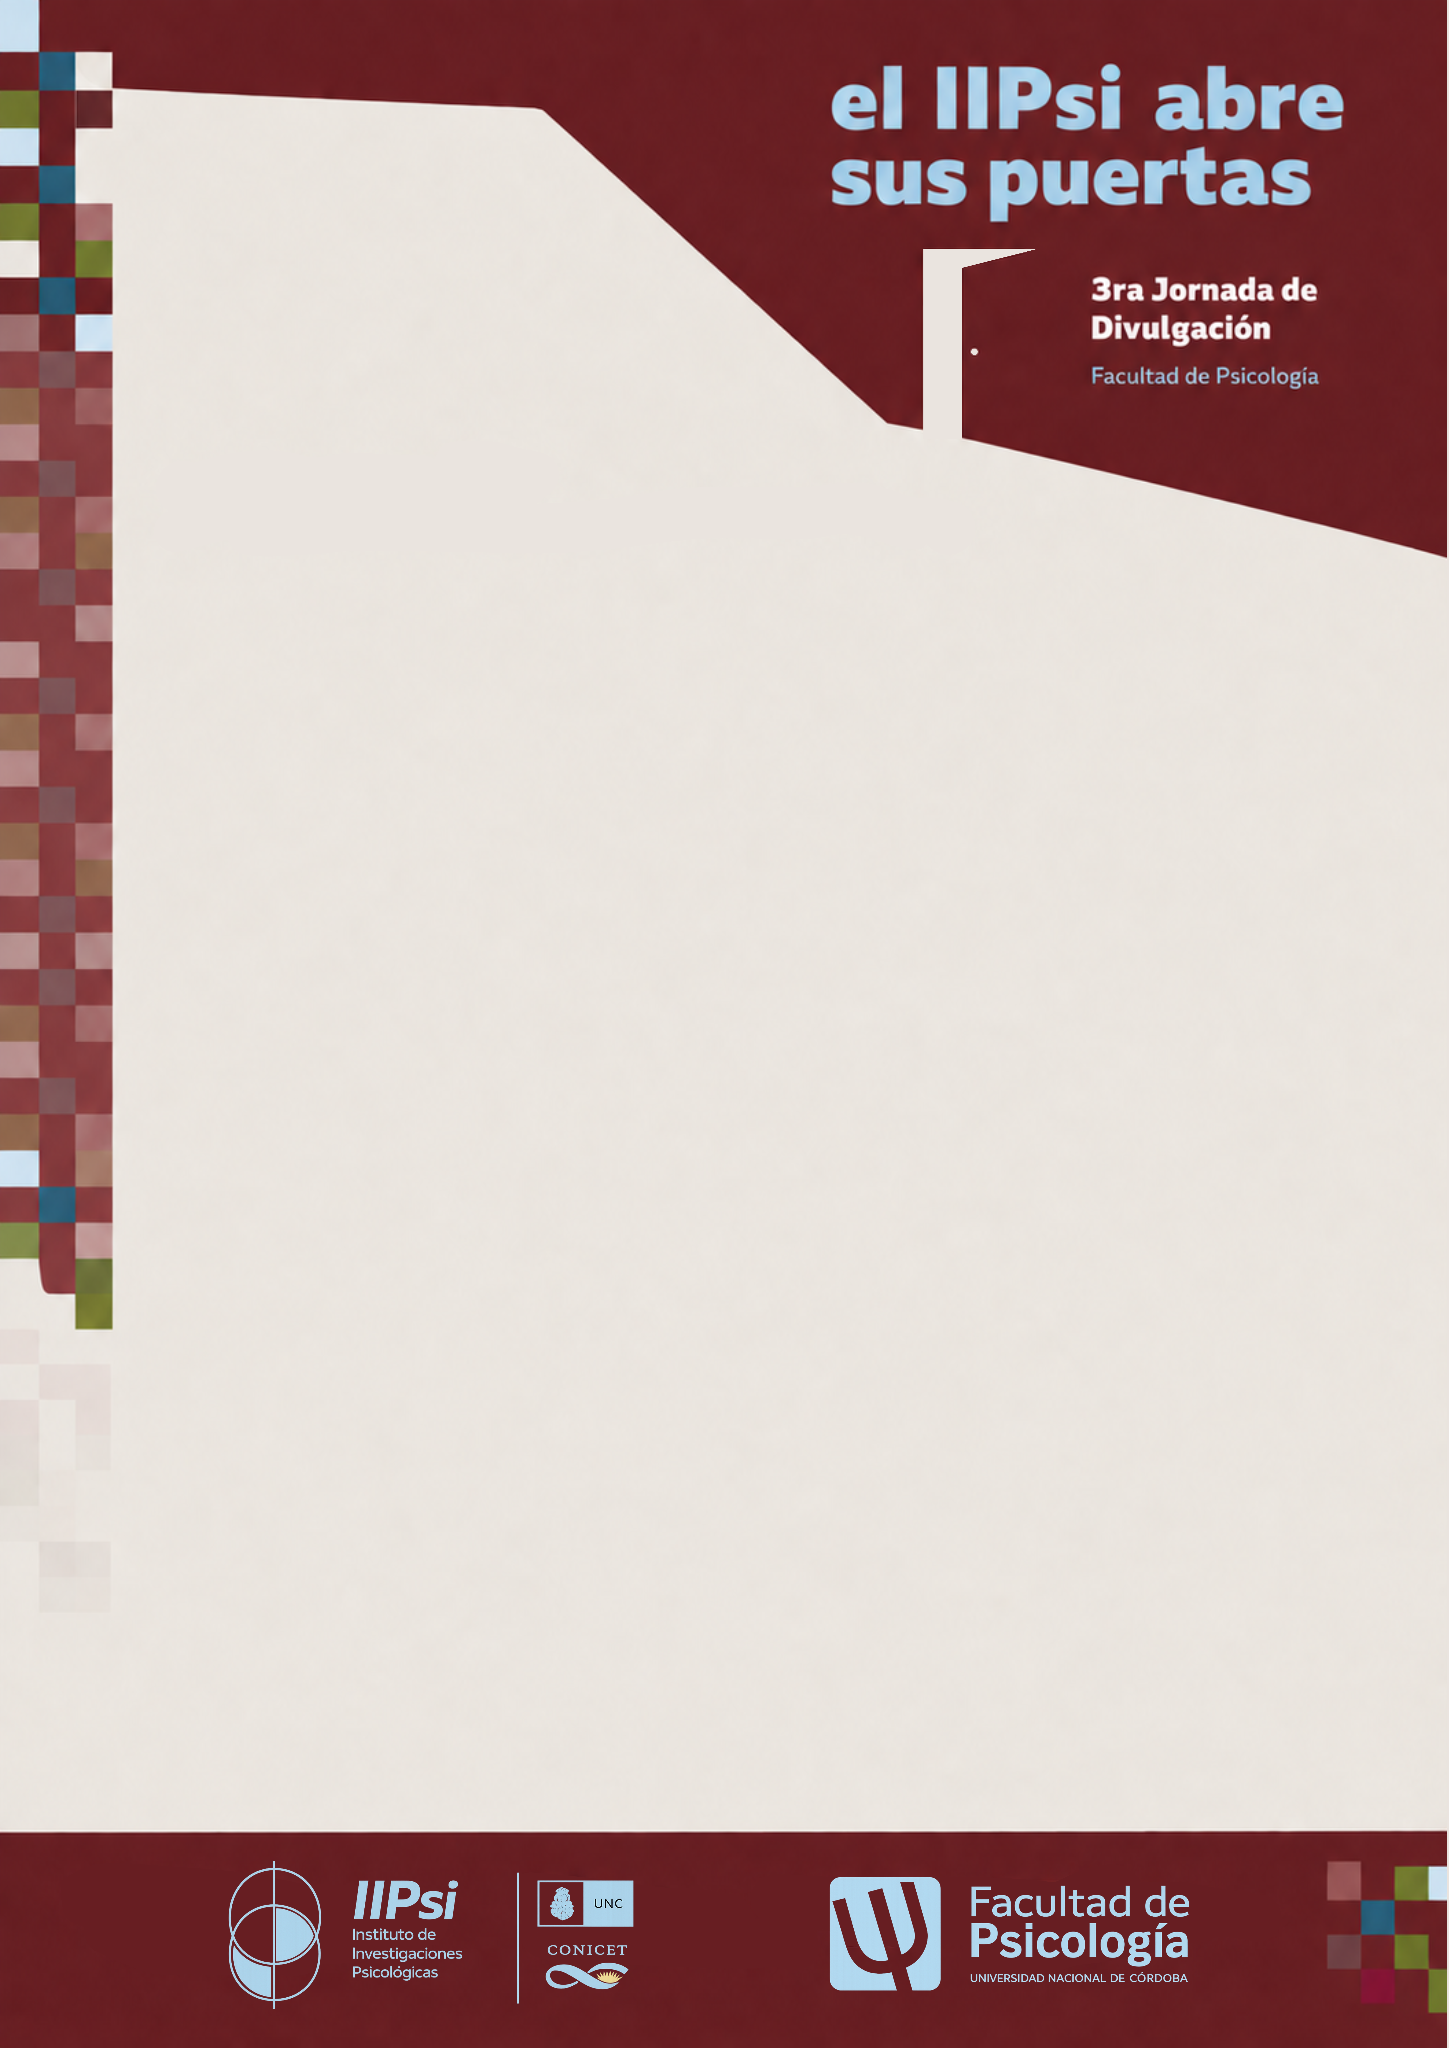 el IIPsi abre
sus puertas
3ra Jornada de
Divulgación
Facultad de Psicología
IIPsi
Instituto de
Investigaciones
Psicológicas
UNC
CONICET
Facultad de
Psicología
UNIVERSIDAD NACIONAL DE CÓRDOBA